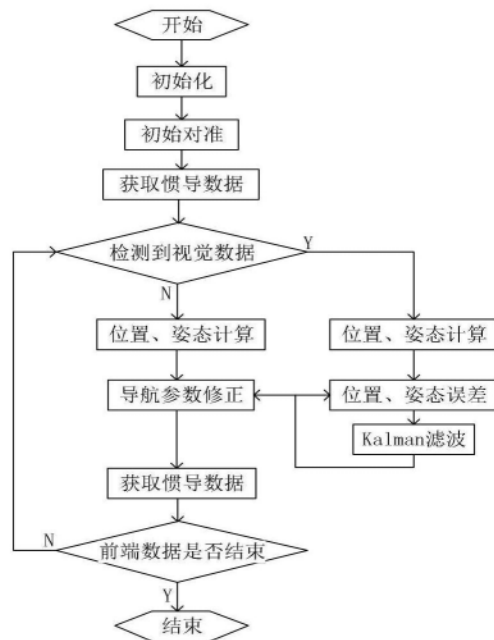 开始
初始化
初始对准
获取惯导数据
检测到视觉数据
Y
N
位置、姿态计算
位置、姿态计算
导航参数修正
位置、姿态误差
Kalman滤波
获取惯导数据
N
前端数据是否结束
Y
结束